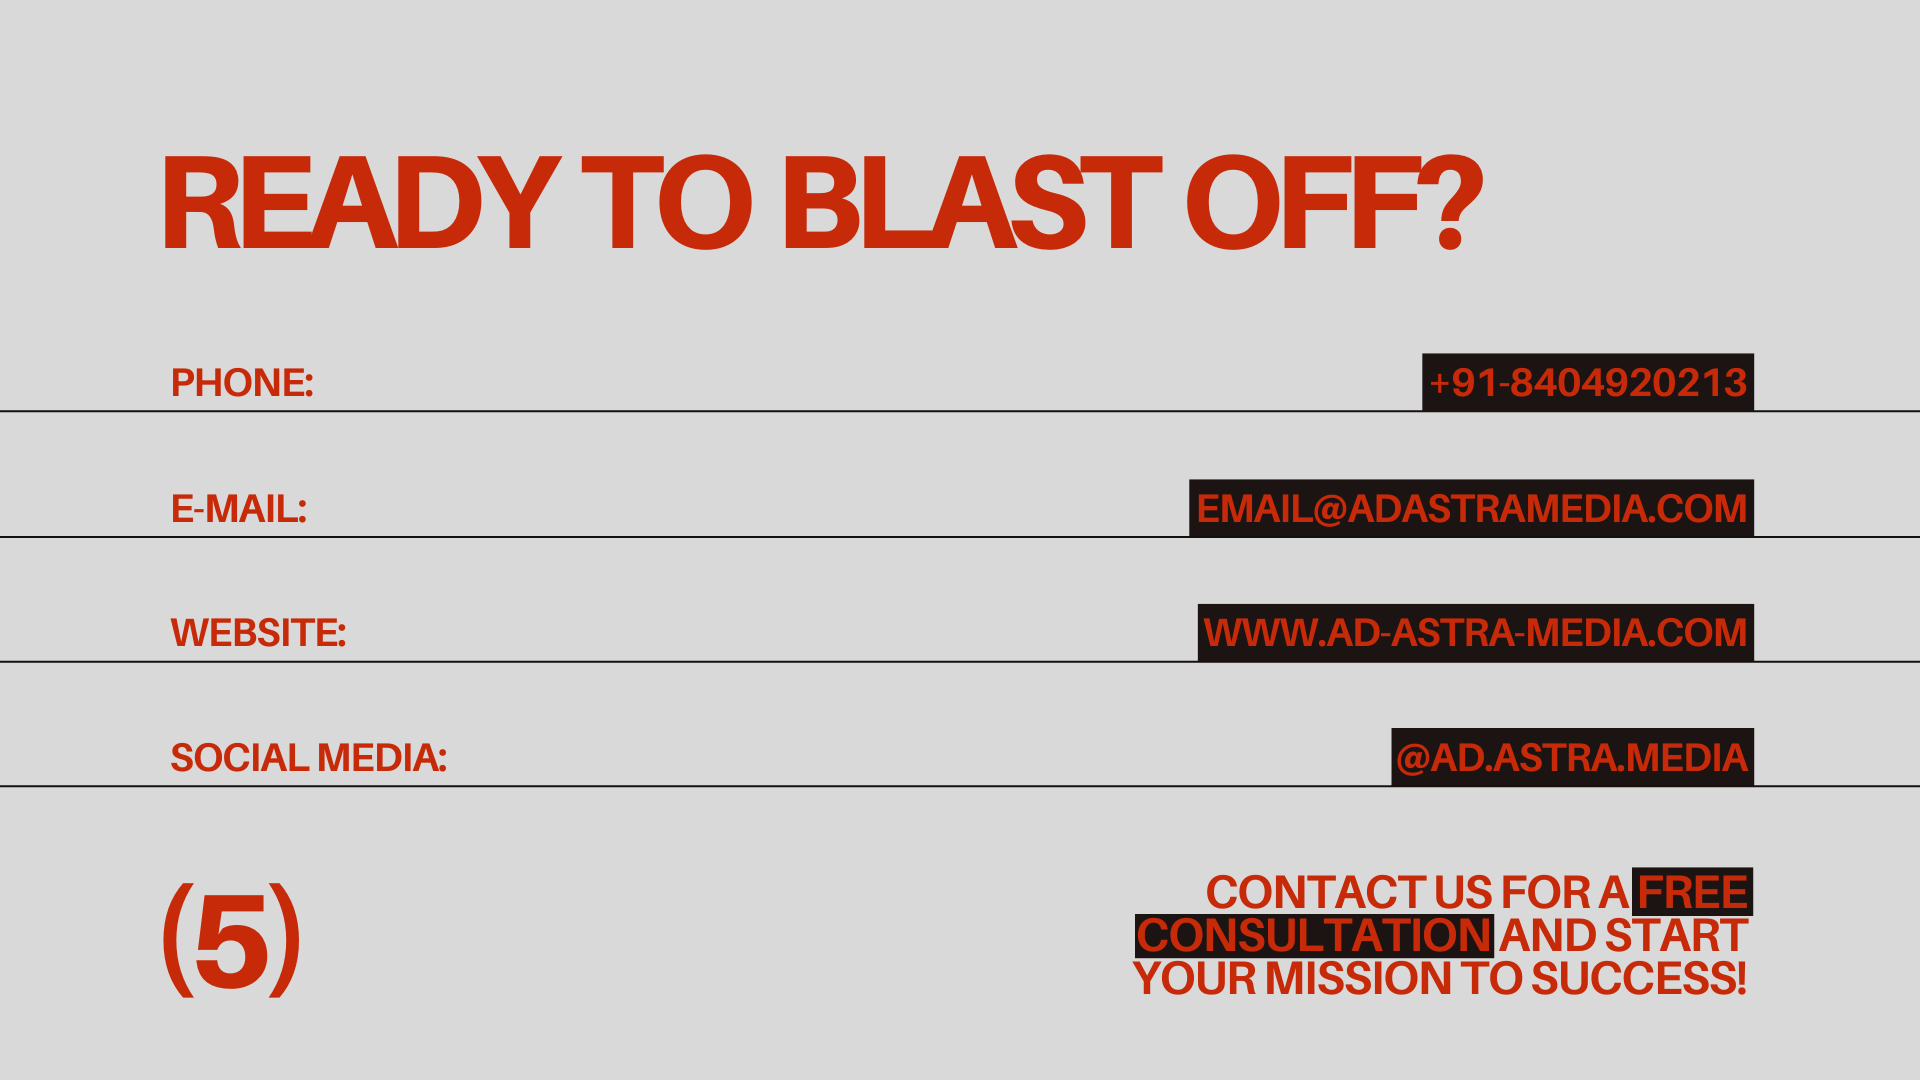 READY TO BLAST OFF?
PHONE: +91-8404920213
E-MAIL: EMAIL@ADASTRAMEDIA.COM
WEBSITE: WWW.AD-ASTRA-MEDIA.COM
SOCIAL MEDIA: @AD.ASTRA.MEDIA
(5)
CONTACT US FOR A FREE
CONSULTATION AND START
YOUR MISSION TO SUCCESS!